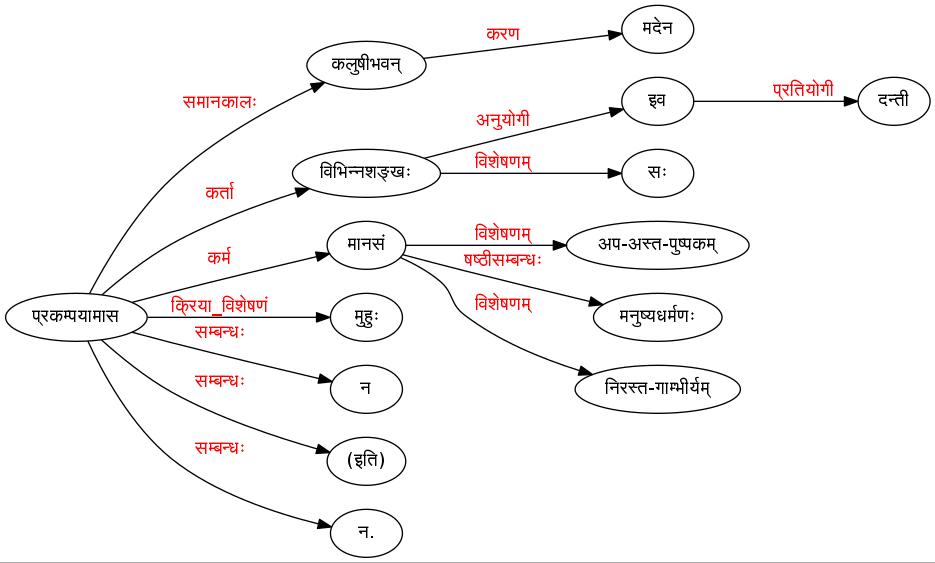 मदेन
करण
कलुषीभवन्
समानकालः
इव
प्रतियोगी
दन्ती
अनुयोगी
विभिन्नशङ्खः
विशेषणम्
सः
कर्ता
मानसं
विशेषणम्
अप-अस्त-पुष्पकम्
कर्म
षष्ठीसम्बन्धः
प्रकम्पयामास
क्रिया_विशेषणं
मुहुः
मनुष्यधर्मणः
विशेषणम्
सम्बन्धः
न
निरस्त-गाम्भीर्यम्
सम्बन्धः
(इति)
सम्बन्धः
न.